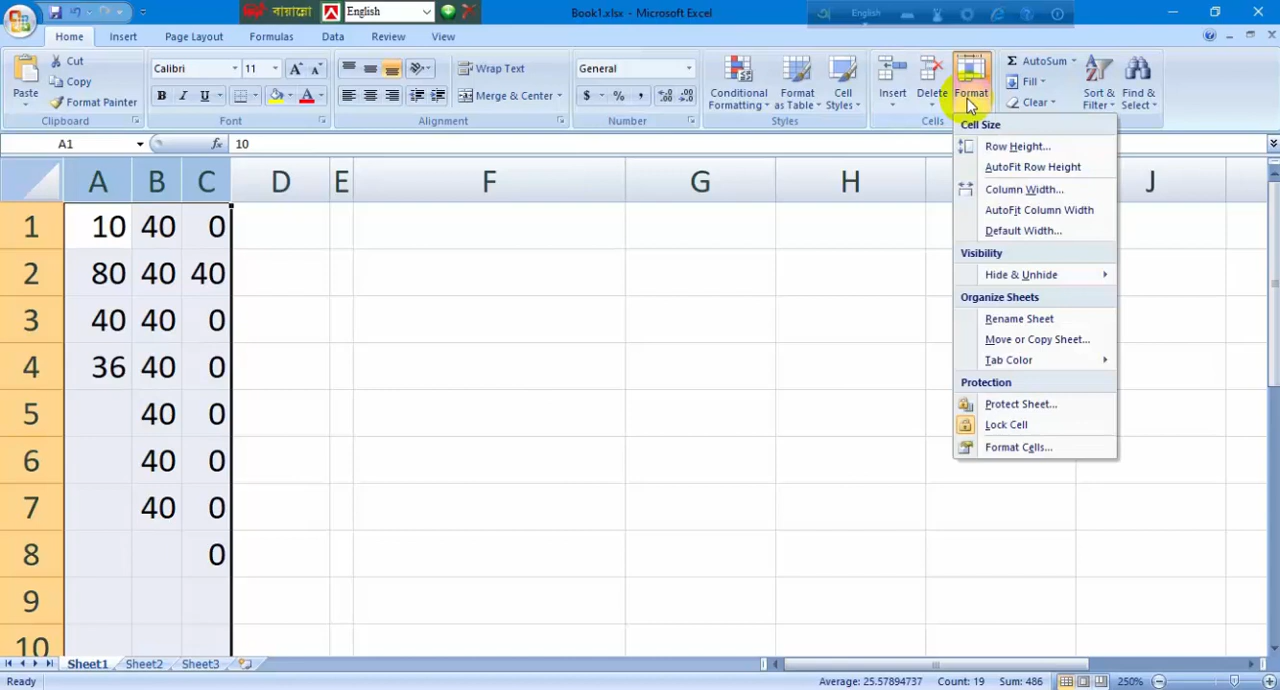 বায়ান্নো English English Book1.xlsx - Microsoft Excel
Home Insert Page Layout Formulas Data Review View
Paste Cut Copy Format Painter Clipboard
Calibri 11 A A B I U A Font
Wrap Text Merge & Center Alignment
General $ % , .0 .00 .00 .0 Number
Conditional Formatting Format as Table Cell Styles Styles
Insert Delete Format Cells
Σ AutoSum Fill Clear Sort & Filter Find & Select
A1 fx 10
Cell Size
Row Height...
AutoFit Row Height
Column Width...
AutoFit Column Width
Default Width...
Visibility
Hide & Unhide
Organize Sheets
Rename Sheet
Move or Copy Sheet...
Tab Color
Protection
Protect Sheet...
Lock Cell
Format Cells...
A B C D E F G H J
1 10 40 0
2 80 40 40
3 40 40 0
4 36 40 0
5 40 0
6 40 0
7 40 0
8 0
9
10
Sheet1 Sheet2 Sheet3
Ready Average: 25.57894737 Count: 19 Sum: 486 250%